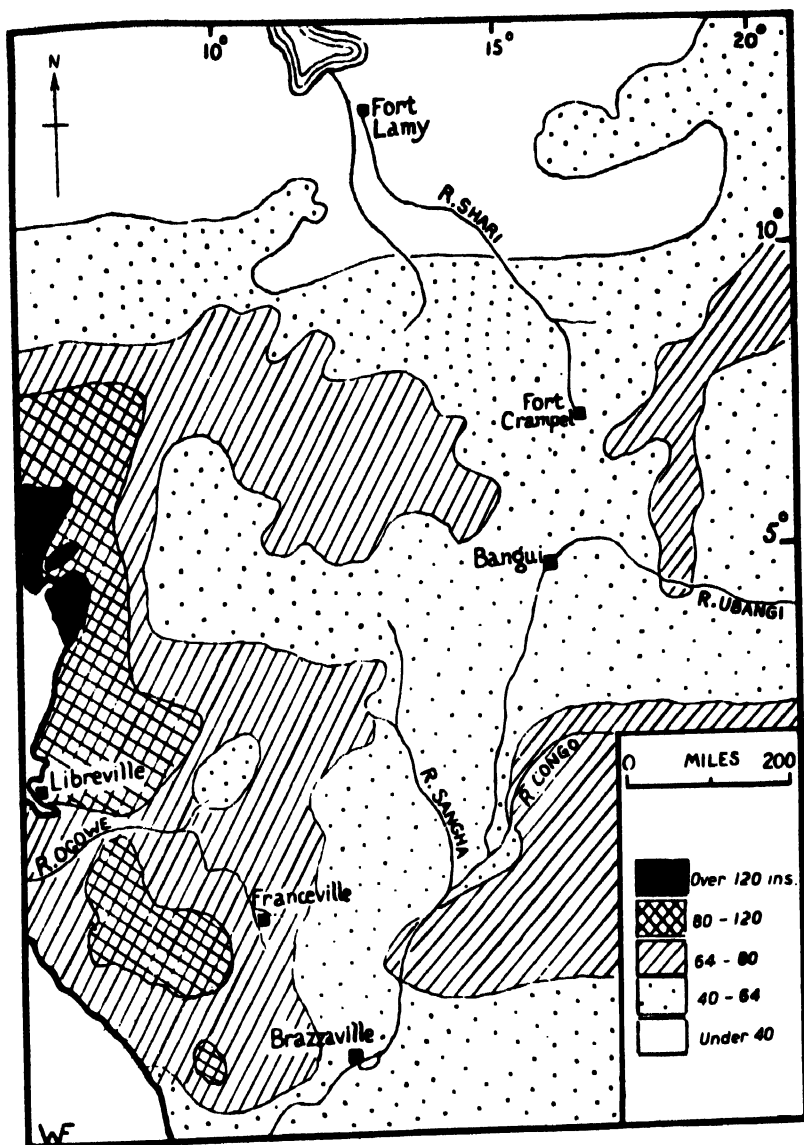 10°
15°
20°
N
Fort
Lamy
R. SHARI
10°
Fort
Crampel
5°
Bangui
R. UBANGI
Libreville
R. OGOWE
R. SANGHA
R. CONGO
Franceville
Brazzaville
0 MILES 200
Over 120 ins.
80 - 120
64 - 80
40 - 64
Under 40
WF